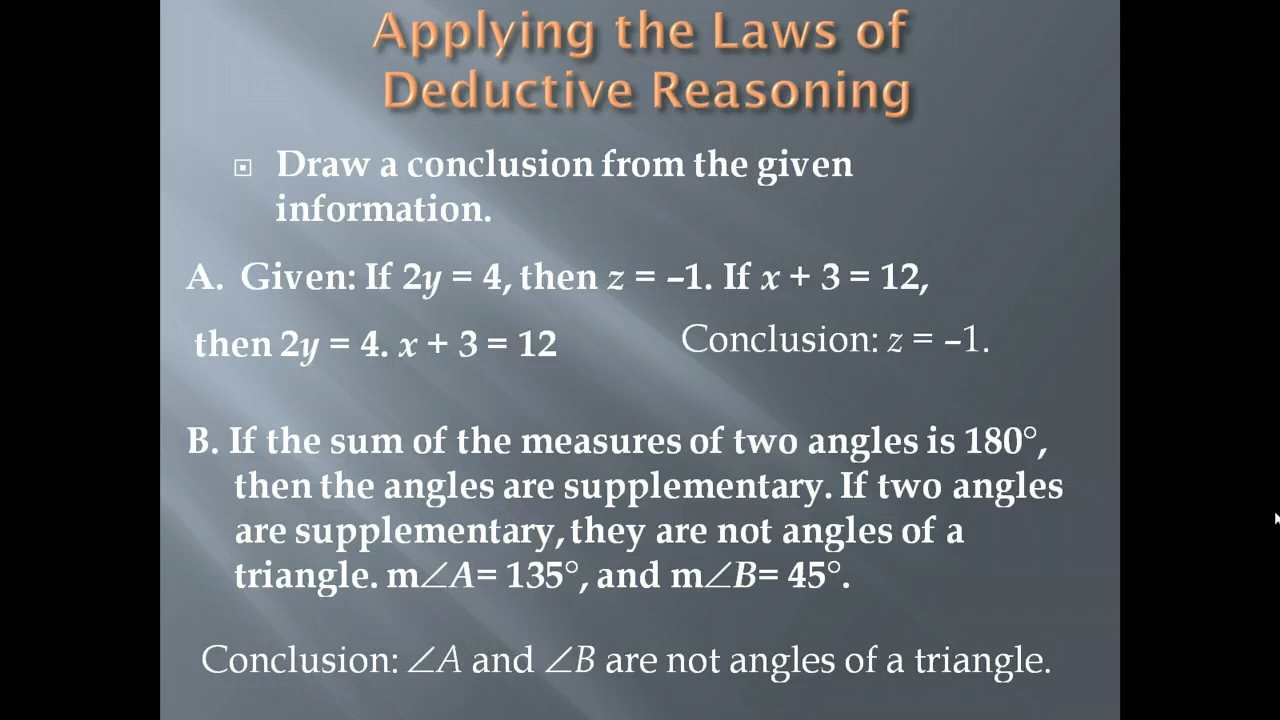 Applying the Laws of
Deductive Reasoning
Draw a conclusion from the given
information.
A. Given: If 2y = 4, then z = –1. If x + 3 = 12,
then 2y = 4. x + 3 = 12 Conclusion: z = –1.
B. If the sum of the measures of two angles is 180°,
then the angles are supplementary. If two angles
are supplementary, they are not angles of a
triangle. m∠A= 135°, and m∠B= 45°.
Conclusion: ∠A and ∠B are not angles of a triangle.